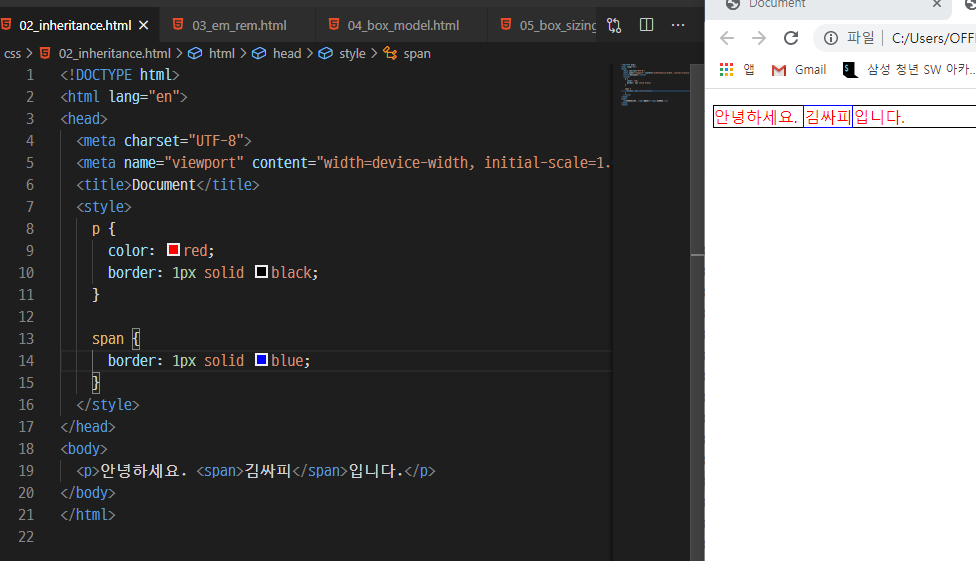 02_inheritance.html
03_em_rem.html
04_box_model.html
05_box_sizing
css > 02_inheritance.html > html > head > style > span
1 <!DOCTYPE html>
2 <html lang="en">
3 <head>
4 <meta charset="UTF-8">
5 <meta name="viewport" content="width=device-width, initial-scale=1.
6 <title>Document</title>
7 <style>
8 p {
9 color: red;
10 border: 1px solid black;
11 }
12
13 span {
14 border: 1px solid blue;
15 }
16 </style>
17 </head>
18 <body>
19 <p>안녕하세요. <span>김싸피</span>입니다.</p>
20 </body>
21 </html>
22
Document
파일 | C:/Users/OFF
앱 Gmail 삼성 청년 SW 아카...
안녕하세요. 김싸피입니다.